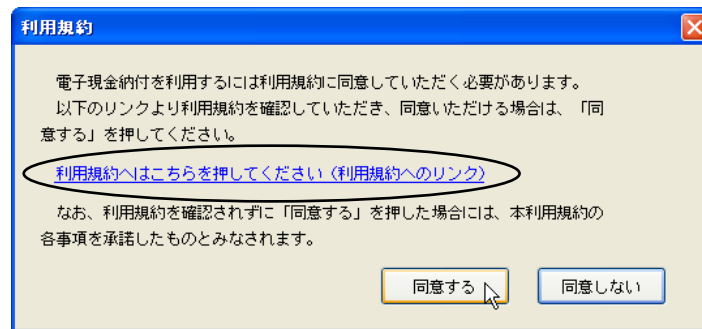 利用規約
電子現金納付を利用するには利用規約に同意していただく必要があります。
以下のリンクより利用規約を確認していただき、同意いただける場合は、「同
意する」を押してください。
利用規約へはこちらを押してください（利用規約へのリンク）
なお、利用規約を確認されずに「同意する」を押した場合には、本利用規約の
各事項を承諾したものとみなされます。
同意する
同意しない